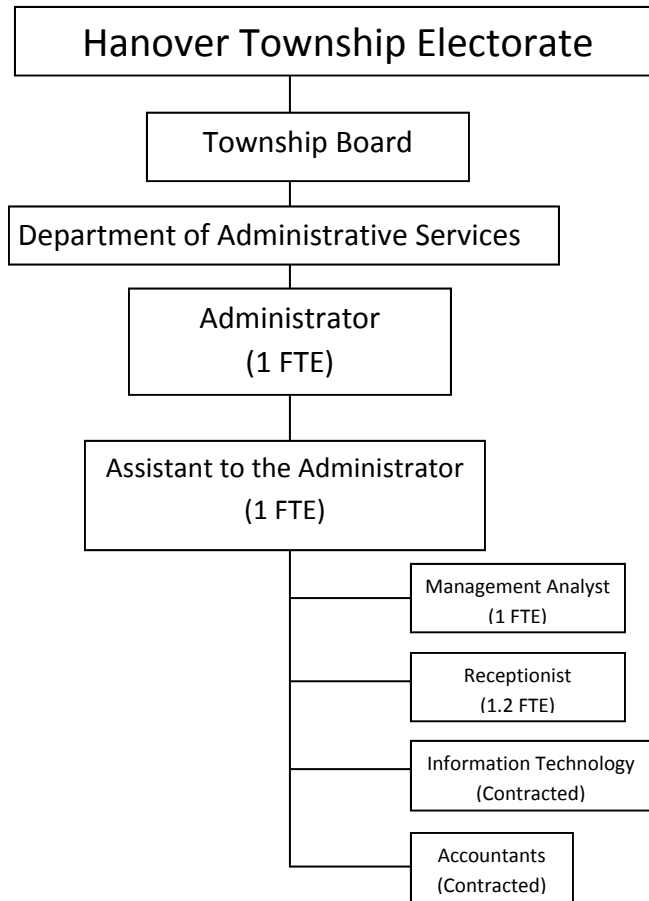 Hanover Township Electorate
Township Board
Department of Administrative Services
Administrator
(1 FTE)
Assistant to the Administrator
(1 FTE)
Management Analyst
(1 FTE)
Receptionist
(1.2 FTE)
Information Technology
(Contracted)
Accountants
(Contracted)